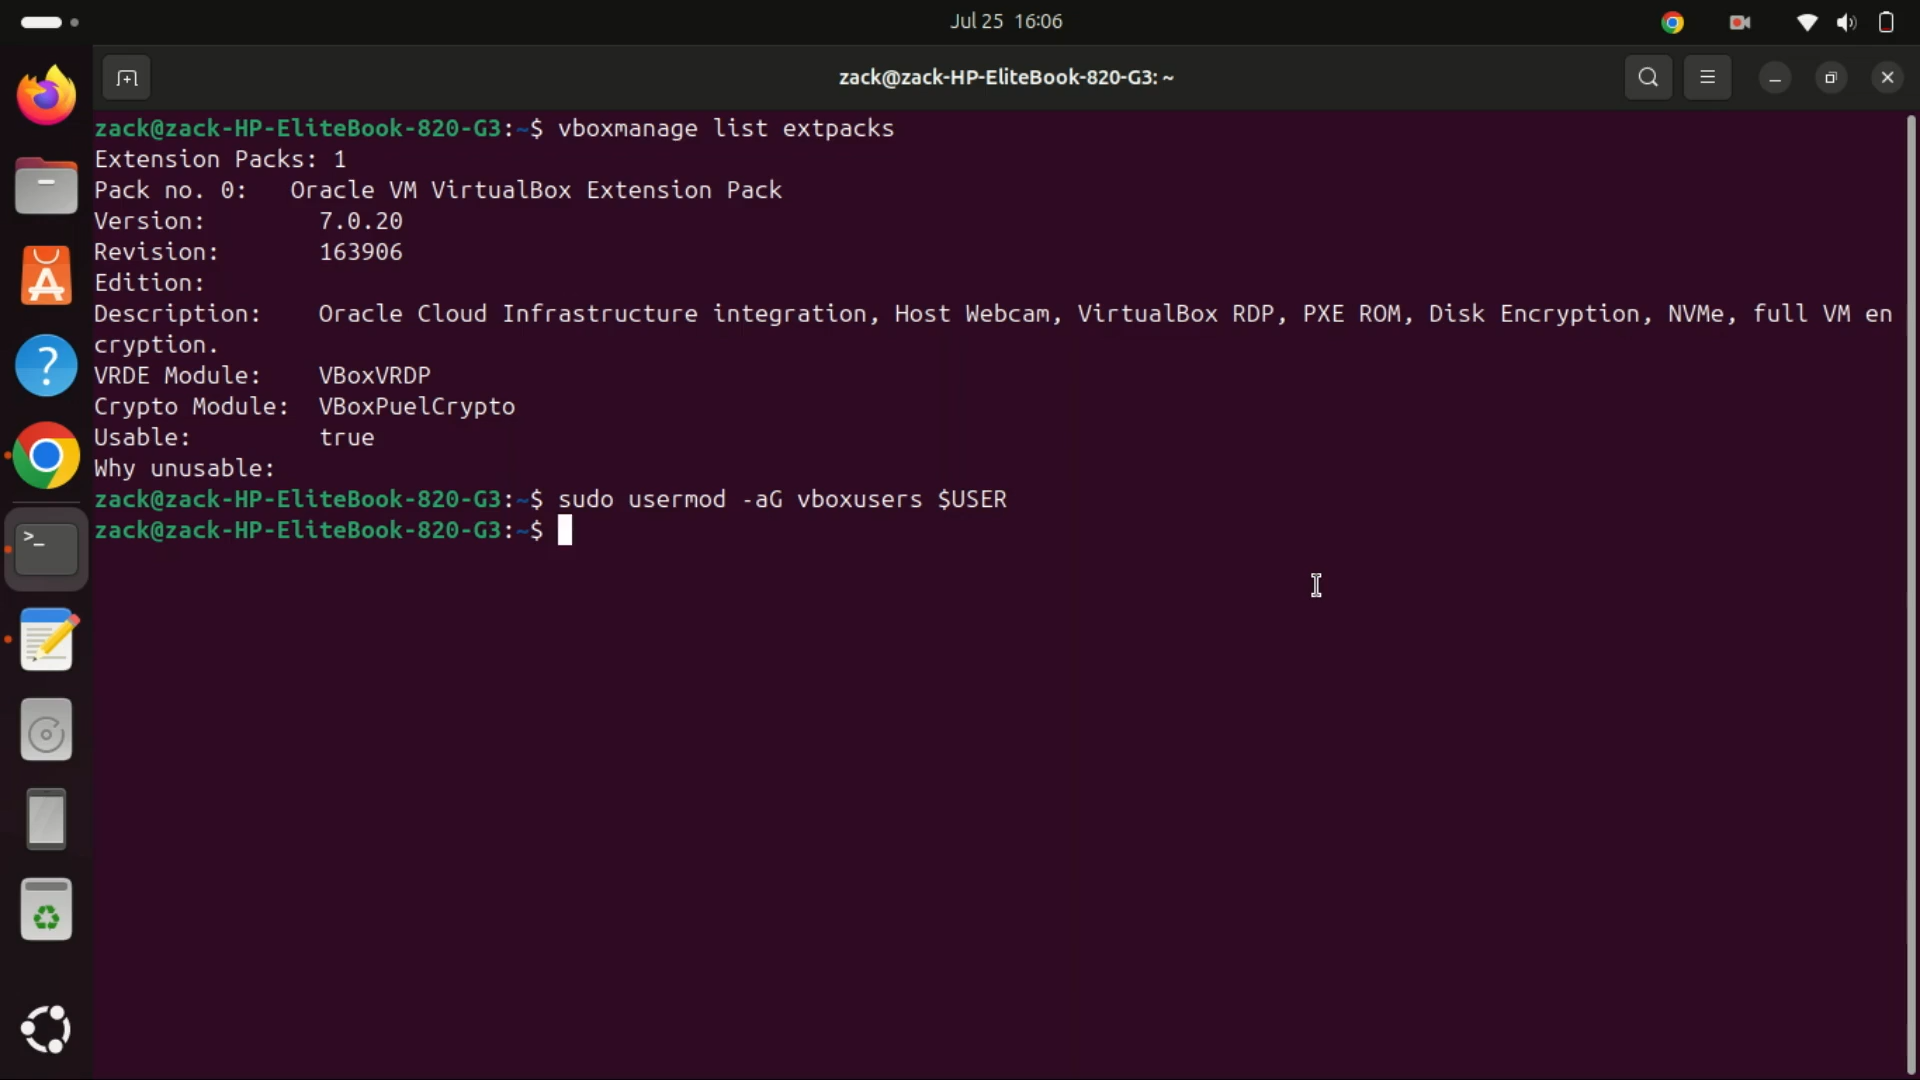 Jul 25 16:06
zack@zack-HP-EliteBook-820-G3: ~
zack@zack-HP-EliteBook-820-G3:~$ vboxmanage list extpacks
Extension Packs: 1
Pack no. 0:   Oracle VM VirtualBox Extension Pack
Version:        7.0.20
Revision:       163906
Edition:
Description:    Oracle Cloud Infrastructure integration, Host Webcam, VirtualBox RDP, PXE ROM, Disk Encryption, NVMe, full VM en
cryption.
VRDE Module:    VBoxVRDP
Crypto Module:  VBoxPuelCrypto
Usable:         true
Why unusable:
zack@zack-HP-EliteBook-820-G3:~$ sudo usermod -aG vboxusers $USER
zack@zack-HP-EliteBook-820-G3:~$